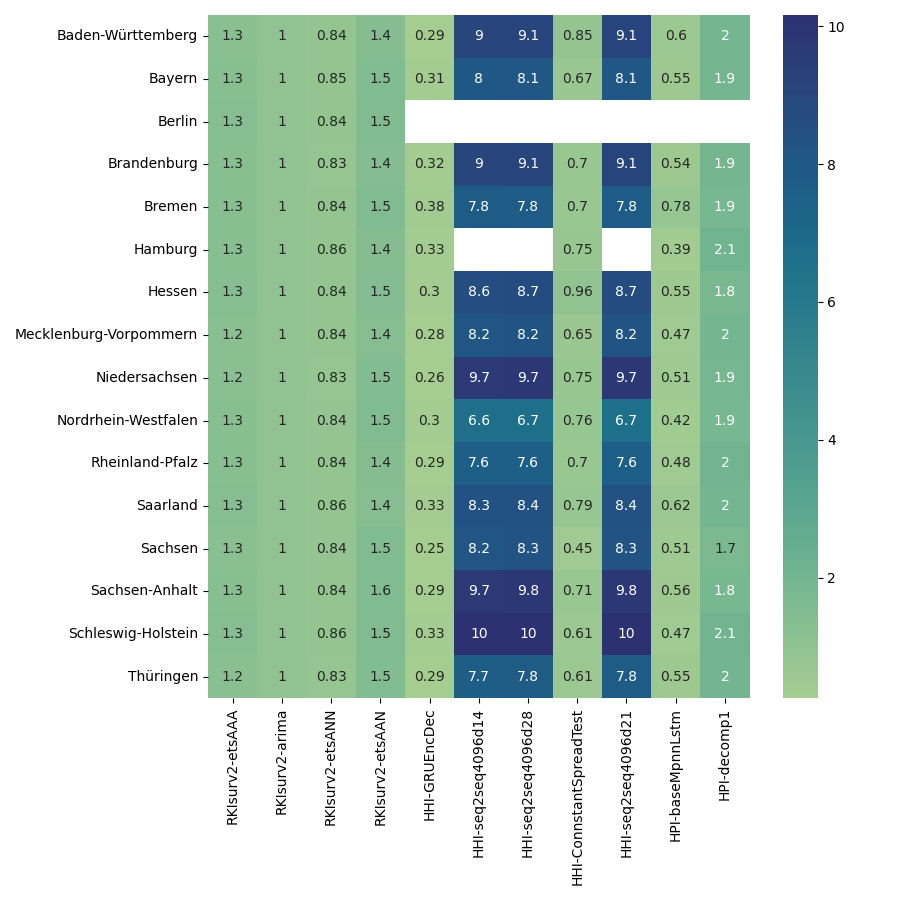 Baden-Württemberg 1.3 1 0.84 1.4 0.29 9 9.1 0.85 9.1 0.6 2
Bayern 1.3 1 0.85 1.5 0.31 8 8.1 0.67 8.1 0.55 1.9
Berlin 1.3 1 0.84 1.5
Brandenburg 1.3 1 0.83 1.4 0.32 9 9.1 0.7 9.1 0.54 1.9
Bremen 1.3 1 0.84 1.5 0.38 7.8 7.8 0.7 7.8 0.78 1.9
Hamburg 1.3 1 0.86 1.4 0.33 0.75 0.39 2.1
Hessen 1.3 1 0.84 1.5 0.3 8.6 8.7 0.96 8.7 0.55 1.8
Mecklenburg-Vorpommern 1.2 1 0.84 1.4 0.28 8.2 8.2 0.65 8.2 0.47 2
Niedersachsen 1.2 1 0.83 1.5 0.26 9.7 9.7 0.75 9.7 0.51 1.9
Nordrhein-Westfalen 1.3 1 0.84 1.5 0.3 6.6 6.7 0.76 6.7 0.42 1.9
Rheinland-Pfalz 1.3 1 0.84 1.4 0.29 7.6 7.6 0.7 7.6 0.48 2
Saarland 1.3 1 0.86 1.4 0.33 8.3 8.4 0.79 8.4 0.62 2
Sachsen 1.3 1 0.84 1.5 0.25 8.2 8.3 0.45 8.3 0.51 1.7
Sachsen-Anhalt 1.3 1 0.84 1.6 0.29 9.7 9.8 0.71 9.8 0.56 1.8
Schleswig-Holstein 1.3 1 0.86 1.5 0.33 10 10 0.61 10 0.47 2.1
Thüringen 1.2 1 0.83 1.5 0.29 7.7 7.8 0.61 7.8 0.55 2
RKIsurv2-etsAAA
RKIsurv2-arima
RKIsurv2-etsANN
RKIsurv2-etsAAN
HHI-GRUEncDec
HHI-seq2seq4096d14
HHI-seq2seq4096d28
HHI-ConnstantSpreadTest
HHI-seq2seq4096d21
HPI-baseMpnnLstm
HPI-decomp1
10
8
6
4
2